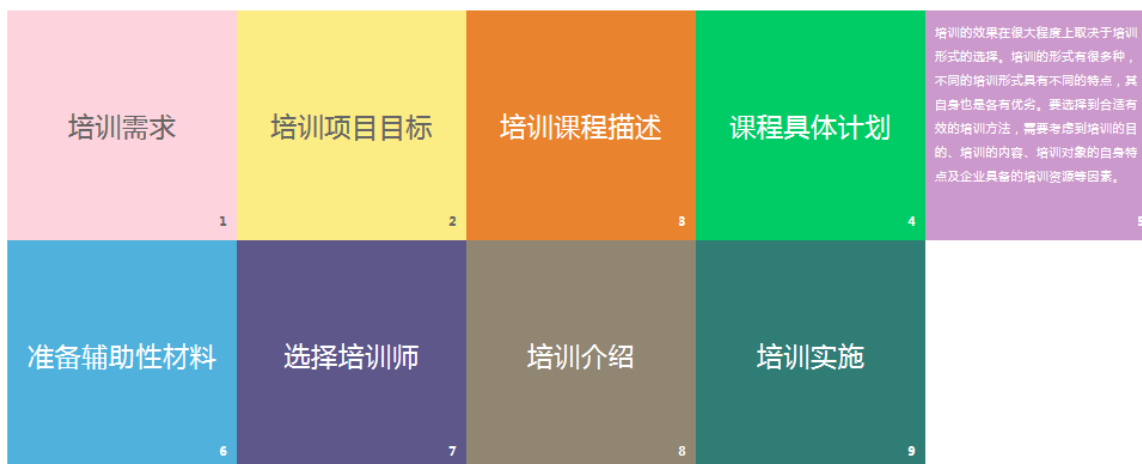 培训需求
1
培训项目目标
2
培训课程描述
3
课程具体计划
4
培训的效果在很大程度上取决于培训
形式的选择。培训的形式有很多种，
不同的培训形式具有不同的特点，其
自身也是各有优劣。要选择到合适有
效的培训方法，需要考虑到培训的目
的、培训的内容、培训对象的自身特
点及企业具备的培训资源等因素。
5
准备辅助性材料
6
选择培训师
7
培训介绍
8
培训实施
9